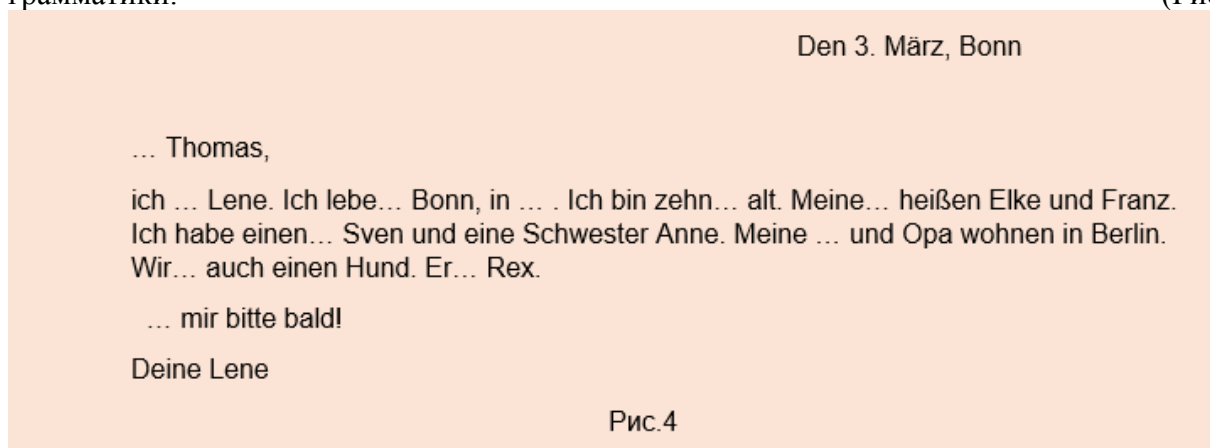 Den 3. März, Bonn
… Thomas,
ich … Lene. Ich lebe… Bonn, in … . Ich bin zehn… alt. Meine… heißen Elke und Franz.
Ich habe einen… Sven und eine Schwester Anne. Meine … und Opa wohnen in Berlin.
Wir… auch einen Hund. Er… Rex.
… mir bitte bald!
Deine Lene
Рис.4